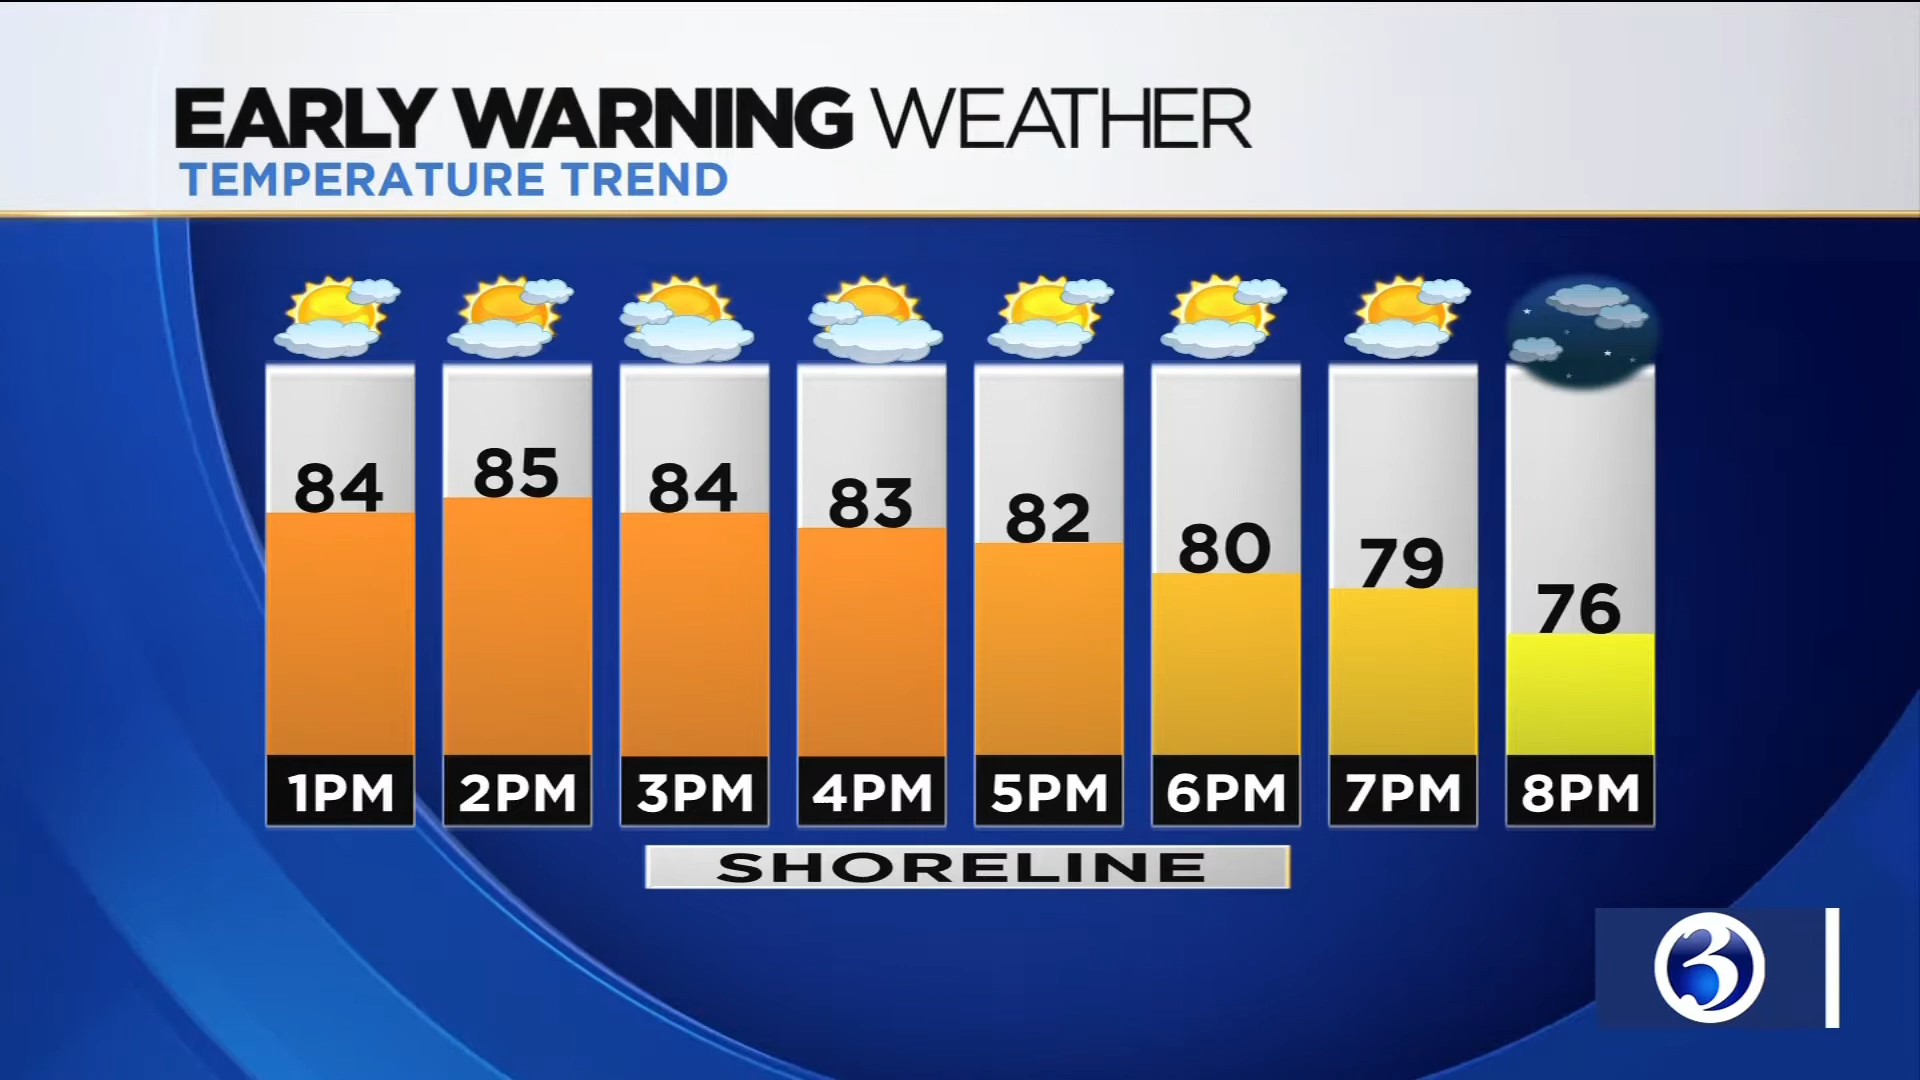 EARLY WARNING WEATHER
TEMPERATURE TREND
84 85 84 83 82 80 79 76
1PM 2PM 3PM 4PM 5PM 6PM 7PM 8PM
SHORELINE
3